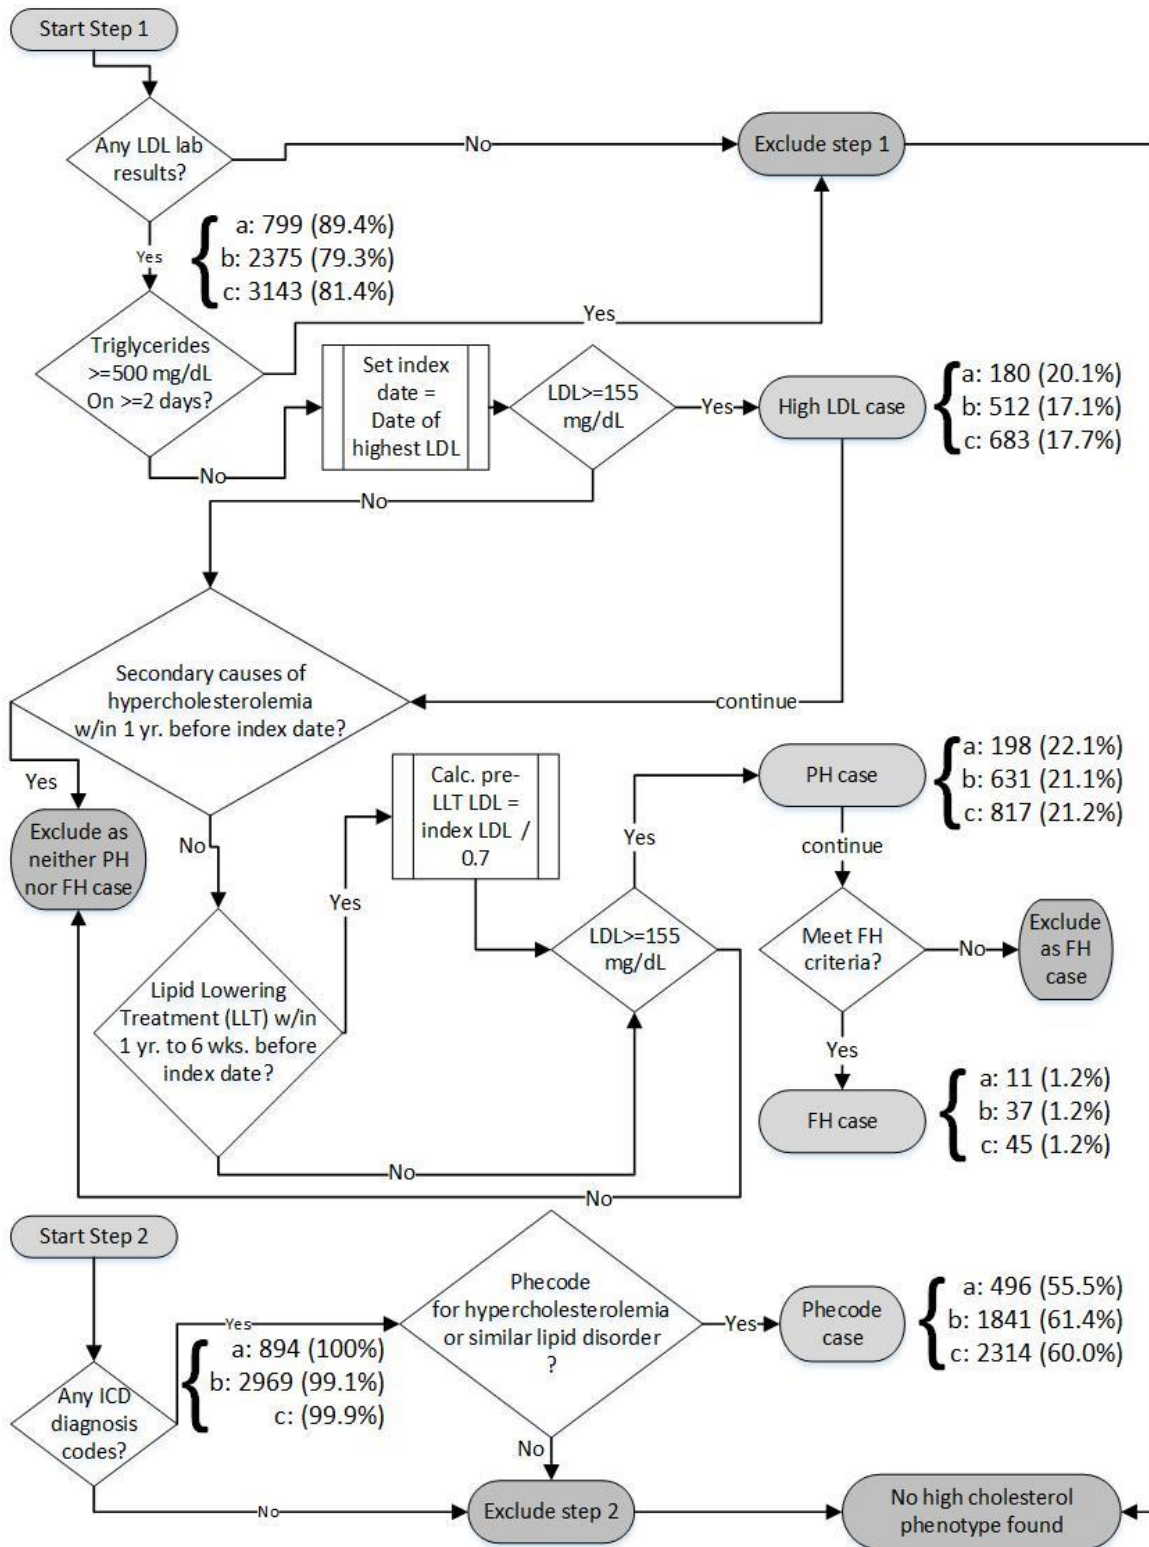 Start Step 1
Any LDL lab
results?
No
Exclude step 1
Yes
a: 799 (89.4%)
b: 2375 (79.3%)
c: 3143 (81.4%)
Yes
Triglycerides
>=500 mg/dL
On >=2 days?
No
Set index
date =
Date of
highest LDL
LDL>=155
mg/dL
Yes
High LDL case
a: 180 (20.1%)
b: 512 (17.1%)
c: 683 (17.7%)
No
continue
Secondary causes of
hypercholesterolemia
w/in 1 yr. before index date?
Yes
Exclude as
neither PH
nor FH case
No
Lipid Lowering
Treatment (LLT) w/in
1 yr. to 6 wks. before
index date?
Yes
Calc. pre-
LLT LDL =
index LDL /
0.7
No
LDL>=155
mg/dL
Yes
No
PH case
a: 198 (22.1%)
b: 631 (21.1%)
c: 817 (21.2%)
continue
Meet FH
criteria?
No
Exclude
as FH
case
Yes
FH case
a: 11 (1.2%)
b: 37 (1.2%)
c: 45 (1.2%)
Start Step 2
Any ICD
diagnosis
codes?
Yes
a: 894 (100%)
b: 2969 (99.1%)
c: (99.9%)
Phecode
for hypercholesterolemia
or similar lipid disorder
?
Yes
Phecode
case
a: 496 (55.5%)
b: 1841 (61.4%)
c: 2314 (60.0%)
No
No
Exclude step 2
No high cholesterol
phenotype found